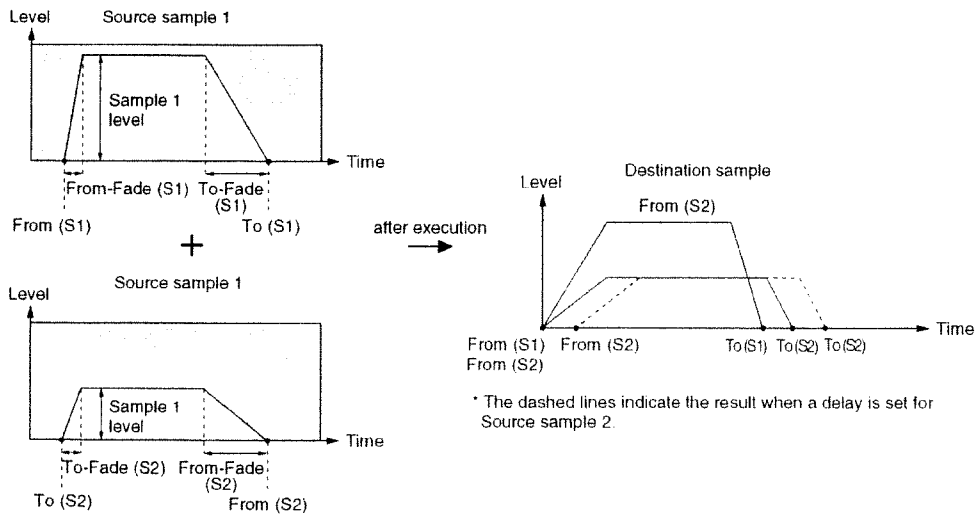 Level
Source sample 1
Sample 1
level
Time
From-Fade (S1)
To-Fade
(S1)
From (S1)
To (S1)
+
Source sample 1
Level
Sample 1
level
Time
To-Fade (S2)
From-Fade
(S2)
To (S2)
From (S2)
after execution
Destination sample
Level
From (S2)
Time
From (S1)
From (S2)
From (S2)
To(S1)
To(S2)
To(S2)
* The dashed lines indicate the result when a delay is set for
Source sample 2.